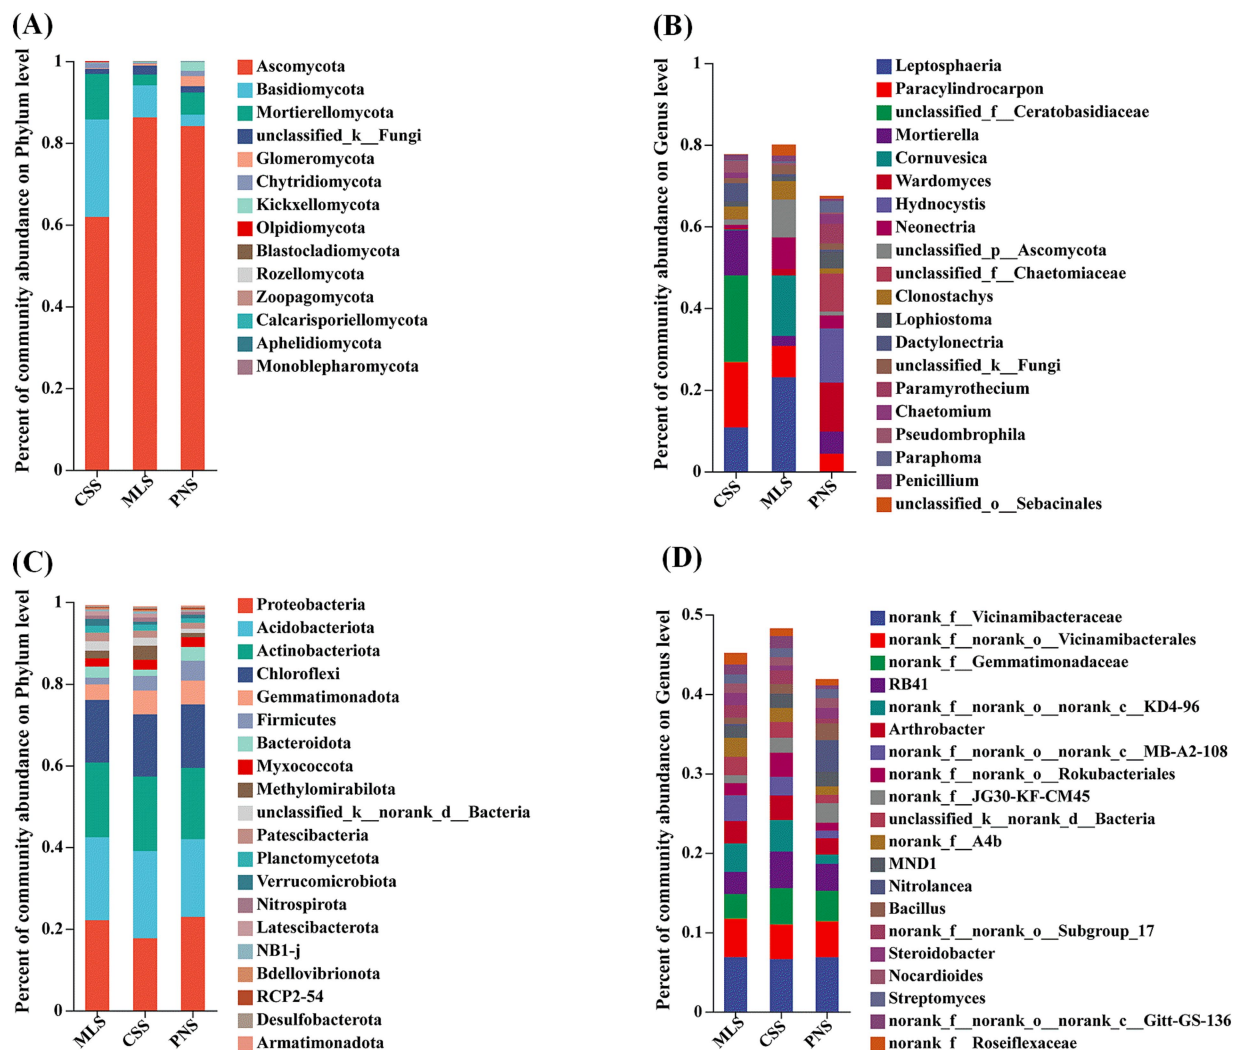 (A)
Percent of community abundance on Phylum level
1
0.8
0.6
0.4
0.2
0
CSS
MLS
PNS
Ascomycota
Basidiomycota
Mortierellomycota
unclassified_k__Fungi
Glomeromycota
Chytridiomycota
Kickxellomycota
Olpidiomycota
Blastocladiomycota
Rozellomycota
Zoopagomycota
Calcarisporiellomycota
Aphelidiomycota
Monoblepharomycota
(B)
Percent of community abundance on Genus level
1
0.8
0.6
0.4
0.2
0
CSS
MLS
PNS
Leptosphaeria
Paracylindrocarpon
unclassified_f__Ceratobasidiaceae
Mortierella
Cornuvesica
Wardomyces
Hydnocystis
Neonectria
unclassified_p__Ascomycota
unclassified_f__Chaetomiaceae
Clonostachys
Lophiostoma
Dactylonectria
unclassified_k__Fungi
Paramyrothecium
Chaetomium
Pseudombrophila
Paraphoma
Penicillium
unclassified_o__Sebacinales
(C)
Percent of community abundance on Phylum level
1
0.8
0.6
0.4
0.2
0
MLS
CSS
PNS
Proteobacteria
Acidobacteriota
Actinobacteriota
Chloroflexi
Gemmatimonadota
Firmicutes
Bacteroidota
Myxococcota
Methylomirabilota
unclassified_k__norank_d__Bacteria
Patescibacteria
Planctomycetota
Verrucomicrobiota
Nitrospirota
Latescibacterota
NB1-j
Bdellovibrionota
RCP2-54
Desulfobacterota
Armatimonadota
(D)
Percent of community abundance on Genus level
0.5
0.4
0.3
0.2
0.1
0
MLS
CSS
PNS
norank_f__Vicinamibacteraceae
norank_f__norank_o__Vicinamibacterales
norank_f__Gemmatimonadaceae
RB41
norank_f__norank_o__norank_c__KD4-96
Arthrobacter
norank_f__norank_o__norank_c__MB-A2-108
norank_f__norank_o__Rokubacteriales
norank_f__JG30-KF-CM45
unclassified_k__norank_d__Bacteria
norank_f__A4b
MND1
Nitrolancea
Bacillus
norank_f__norank_o__Subgroup_17
Steroidobacter
Nocardioides
Streptomyces
norank_f__norank_o__norank_c__Gitt-GS-136
norank_f__Roseiflexaceae